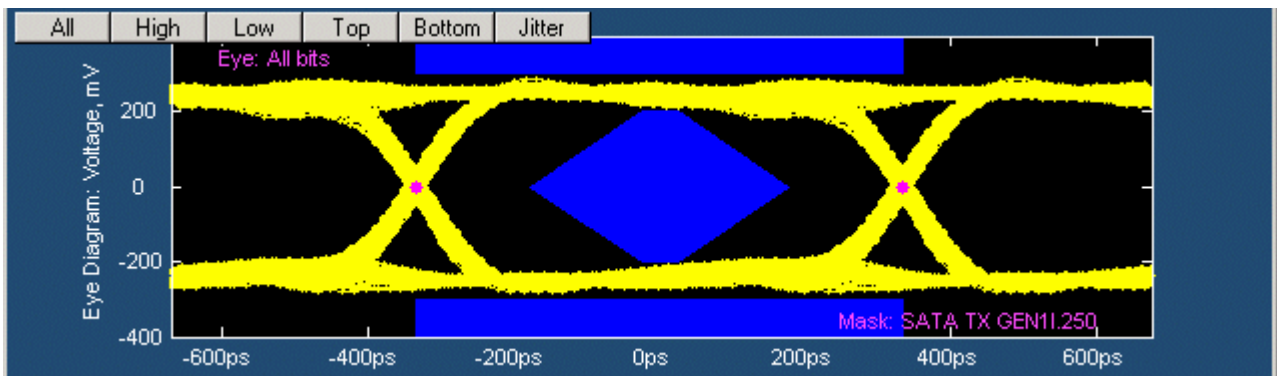 All High Low Top Bottom Jitter
Eye: All bits
Eye Diagram: Voltage, mV
200
0
-200
-400
Mask: SATA TX GEN1I.250
-600ps -400ps -200ps 0ps 200ps 400ps 600ps